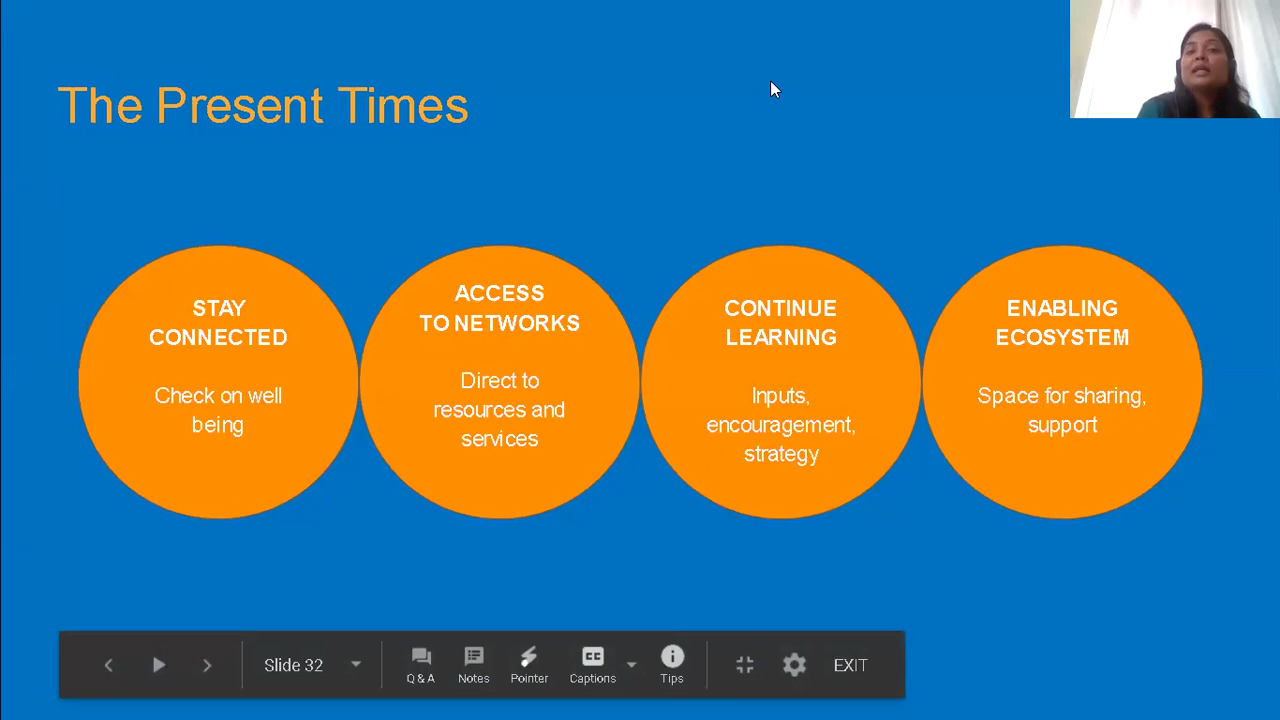 The Present Times
STAY
CONNECTED
Check on well
being
ACCESS
TO NETWORKS
Direct to
resources and
services
CONTINUE
LEARNING
Inputs,
encouragement,
strategy
ENABLING
ECOSYSTEM
Space for sharing,
support
Slide 32
Q & A
Notes
Pointer
CC
Captions
Tips
EXIT